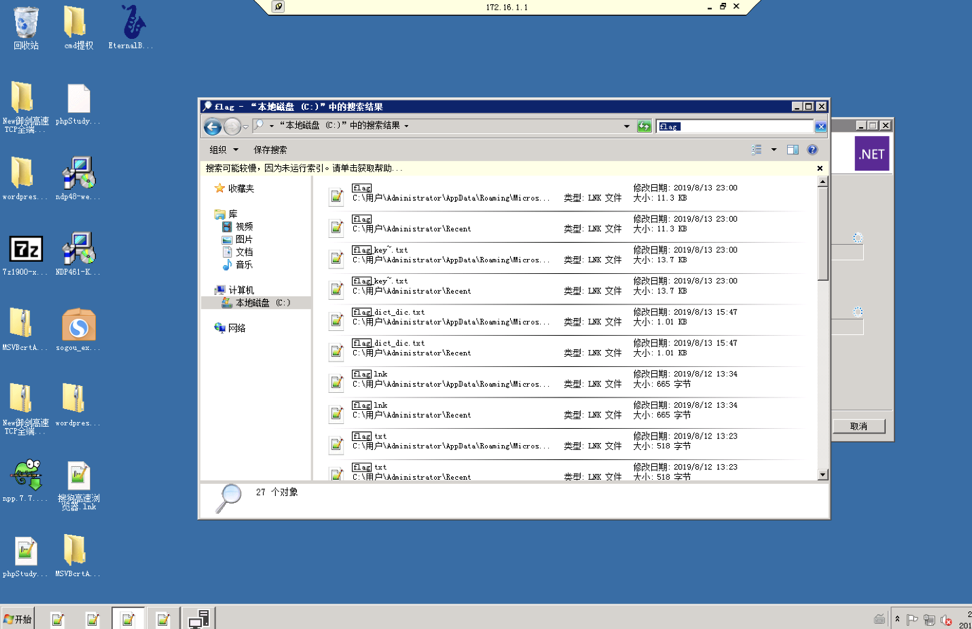 172.16.1.1
回收站
cmd提权
EternalB...
New御剑高速
TCP全端...
phpStudy...
wordpres...
ndp48-we...
7z
7z1900-x...
NDP461-K...
MSVBcrtA...
sogou_ex...
New御剑高速
TCP全端...
wordpres...
npp.7.7....
搜狗高速浏
览器.lnk
phpStudy...
MSVBcrtA...
flag - “本地磁盘 (C:)”中的搜索结果
“本地磁盘 (C:)”中的搜索结果
flag
组织
保存搜索
搜索可能较慢，因为未运行索引。请单击获取帮助...
收藏夹
库
视频
图片
文档
音乐
计算机
本地磁盘 (C:)
网络
flag
修改日期: 2019/8/13 23:00
C:\用户\Administrator\AppData\Roaming\Micros...
类型: LNK 文件
大小: 11.3 KB
flag
修改日期: 2019/8/13 23:00
C:\用户\Administrator\Recent
类型: LNK 文件
大小: 11.3 KB
flag_key~.txt
修改日期: 2019/8/13 23:00
C:\用户\Administrator\AppData\Roaming\Micros...
类型: LNK 文件
大小: 13.7 KB
flag_key~.txt
修改日期: 2019/8/13 23:00
C:\用户\Administrator\Recent
类型: LNK 文件
大小: 13.7 KB
flag_dict_dic.txt
修改日期: 2019/8/13 15:47
C:\用户\Administrator\AppData\Roaming\Micros...
类型: LNK 文件
大小: 1.01 KB
flag_dict_dic.txt
修改日期: 2019/8/13 15:47
C:\用户\Administrator\Recent
类型: LNK 文件
大小: 1.01 KB
flag.lnk
修改日期: 2019/8/12 13:34
C:\用户\Administrator\AppData\Roaming\Micros...
类型: LNK 文件
大小: 665 字节
flag.lnk
修改日期: 2019/8/12 13:34
C:\用户\Administrator\Recent
类型: LNK 文件
大小: 665 字节
flag.txt
修改日期: 2019/8/12 13:23
C:\用户\Administrator\AppData\Roaming\Micros...
类型: LNK 文件
大小: 518 字节
flag.txt
修改日期: 2019/8/12 13:23
C:\用户\Administrator\Recent
类型: LNK 文件
大小: 518 字节
27 个对象
.NET
取消
开始
2
201